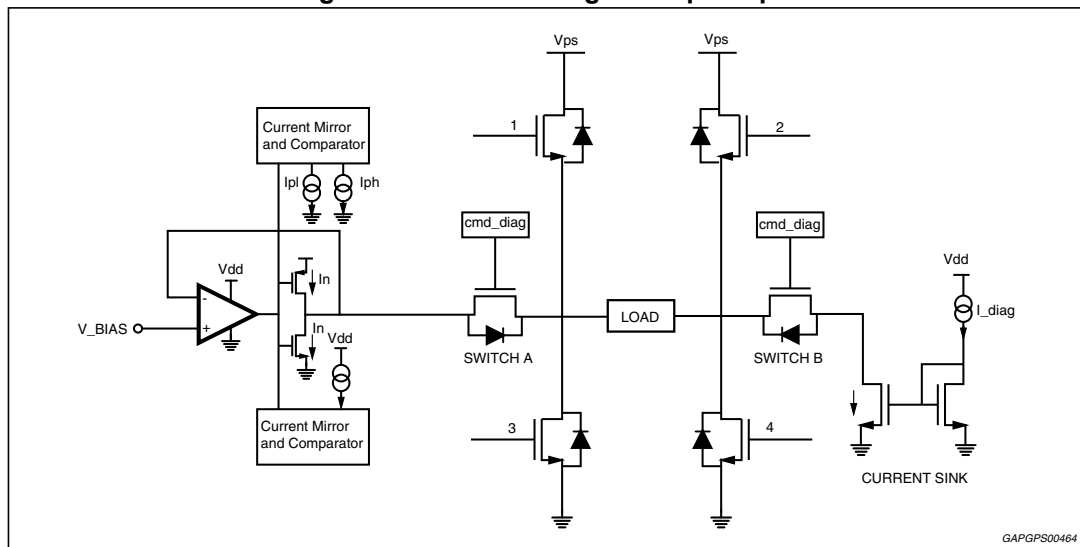 Vps
Vps
Current Mirror
and Comparator
1
2
Ipl
Iph
cmd_diag
cmd_diag
Vdd
In
Vdd
I_diag
-
V_BIAS
+
In
Vdd
LOAD
SWITCH A
SWITCH B
Current Mirror
and Comparator
3
4
CURRENT SINK
GAPGPS00464